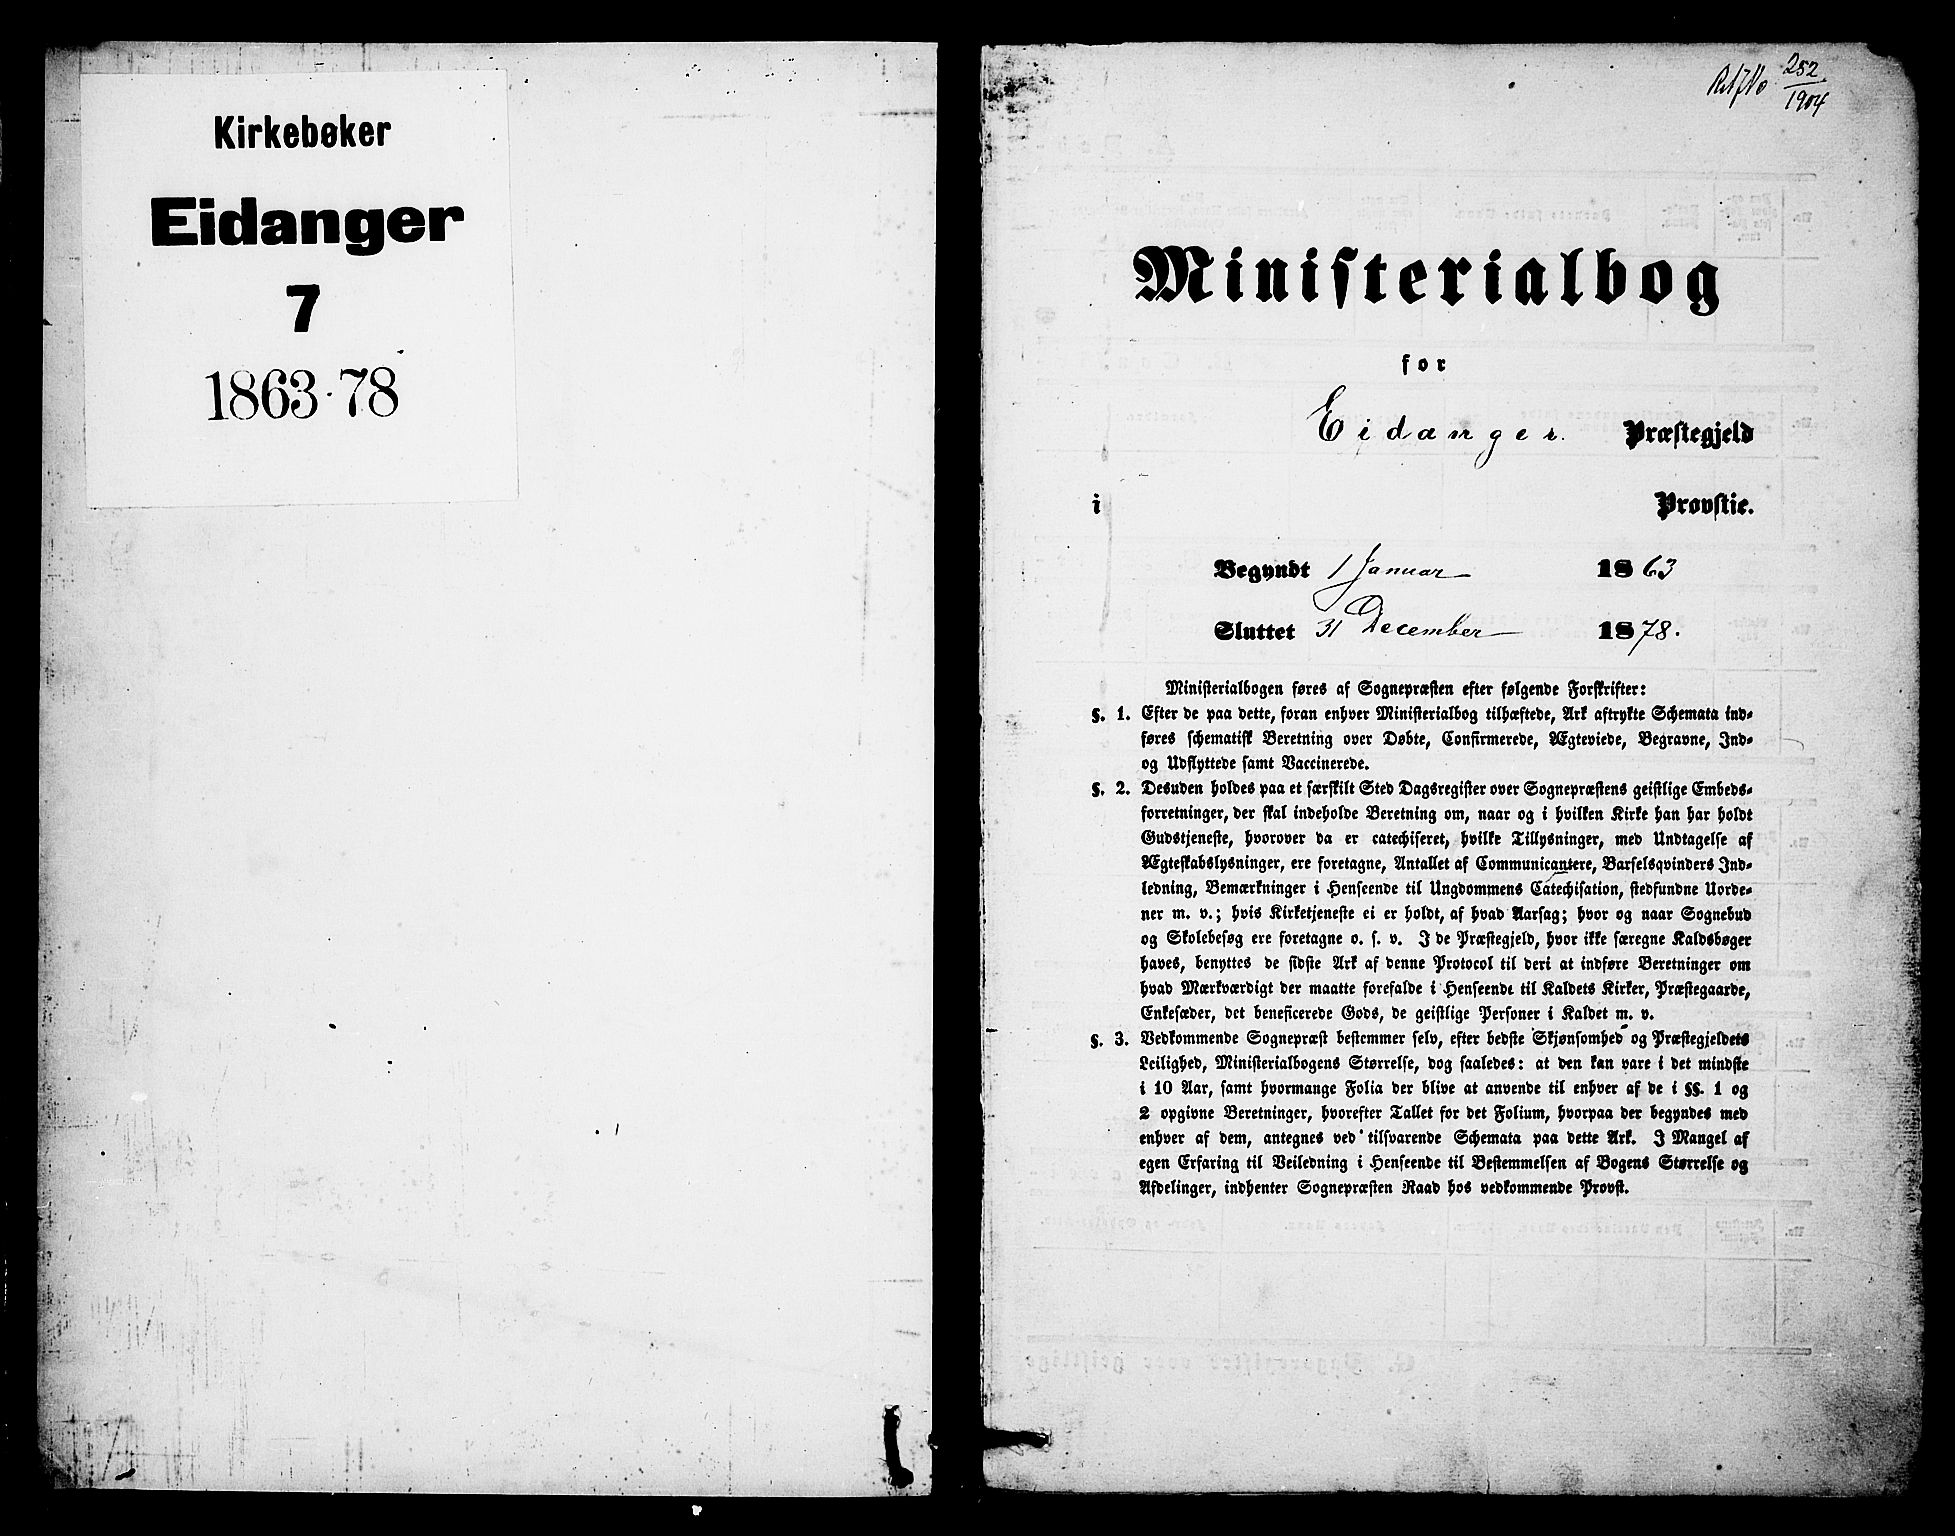 Kirkebøker
Eidanger
7
1863-78
252
1904
Ministerialbog
for
Eidanger. Præstegjeld
i Provstie.
Begyndt 1 Januar 1863
Sluttet 31 December 1878.
Ministerialbogen føres af Sognepræsten efter følgende Forskrifter:
§. 1. Efter de paa dette, foran enhver Ministerialbog tilhæftede, Ark aftrykte Schemata ind-
føres schematisk Beretning over Døbte, Confirmerede, Ægteviede, Begravne, Ind-
og Udflyttede samt Vaccinerede.
§. 2. Desuden holdes paa et særskilt Sted Dagsregister over Sognepræstens geistlige Embeds-
forretninger, der skal indeholde Beretning om, naar og i hvilken Kirke han har holdt
Gudstjeneste, hvorover da er catechiseret, hvilke Tillysninger, med Undtagelse af
Ægteskabslysninger, ere foretagne, Antallet af Communicantere, Barselsqvinders Ind-
ledning, Bemærkninger i Henseende til Ungdommens Catechisation, stedfundne Uorde-
ner m. v.; hvis Kirketjeneste ei er holdt, af hvad Aarsag; hvor og naar Sognebud
og Skolebesøg ere foretagne o. s. v. I de Præstegjeld, hvor ikke særegne Kaldsbøger
haves, benyttes de sidste Ark af denne Protocol til deri at indføre Beretninger om
hvad Mærkværdigt der maatte forefalde i Henseende til Kaldets Kirker, Præstegaarde,
Enkesæder, det beneficerede Gods, de geistlige Personer i Kaldet m. v.
§. 3. Vedkommende Sognepræst bestemmer selv, efter bedste Skjønsomhed og Præstegjeldets
Leilighed, Ministerialbogens Størrelse, dog saaledes: at den kan vare i det mindste
i 10 Aar, samt hvormange Folia der blive at anvende til enhver af de i §§. 1 og
2 opgivne Beretninger, hvorefter Tallet for det Folium, hvorpaa der begyndes med
enhver af dem, antegnes ved tilsvarende Schemata paa dette Ark. I Mangel af
egen Erfaring til Veiledning i Henseende til Bestemmelsen af Bogens Størrelse og
Afdelinger, indhenter Sognepræsten Raad hos vedkommende Provst.